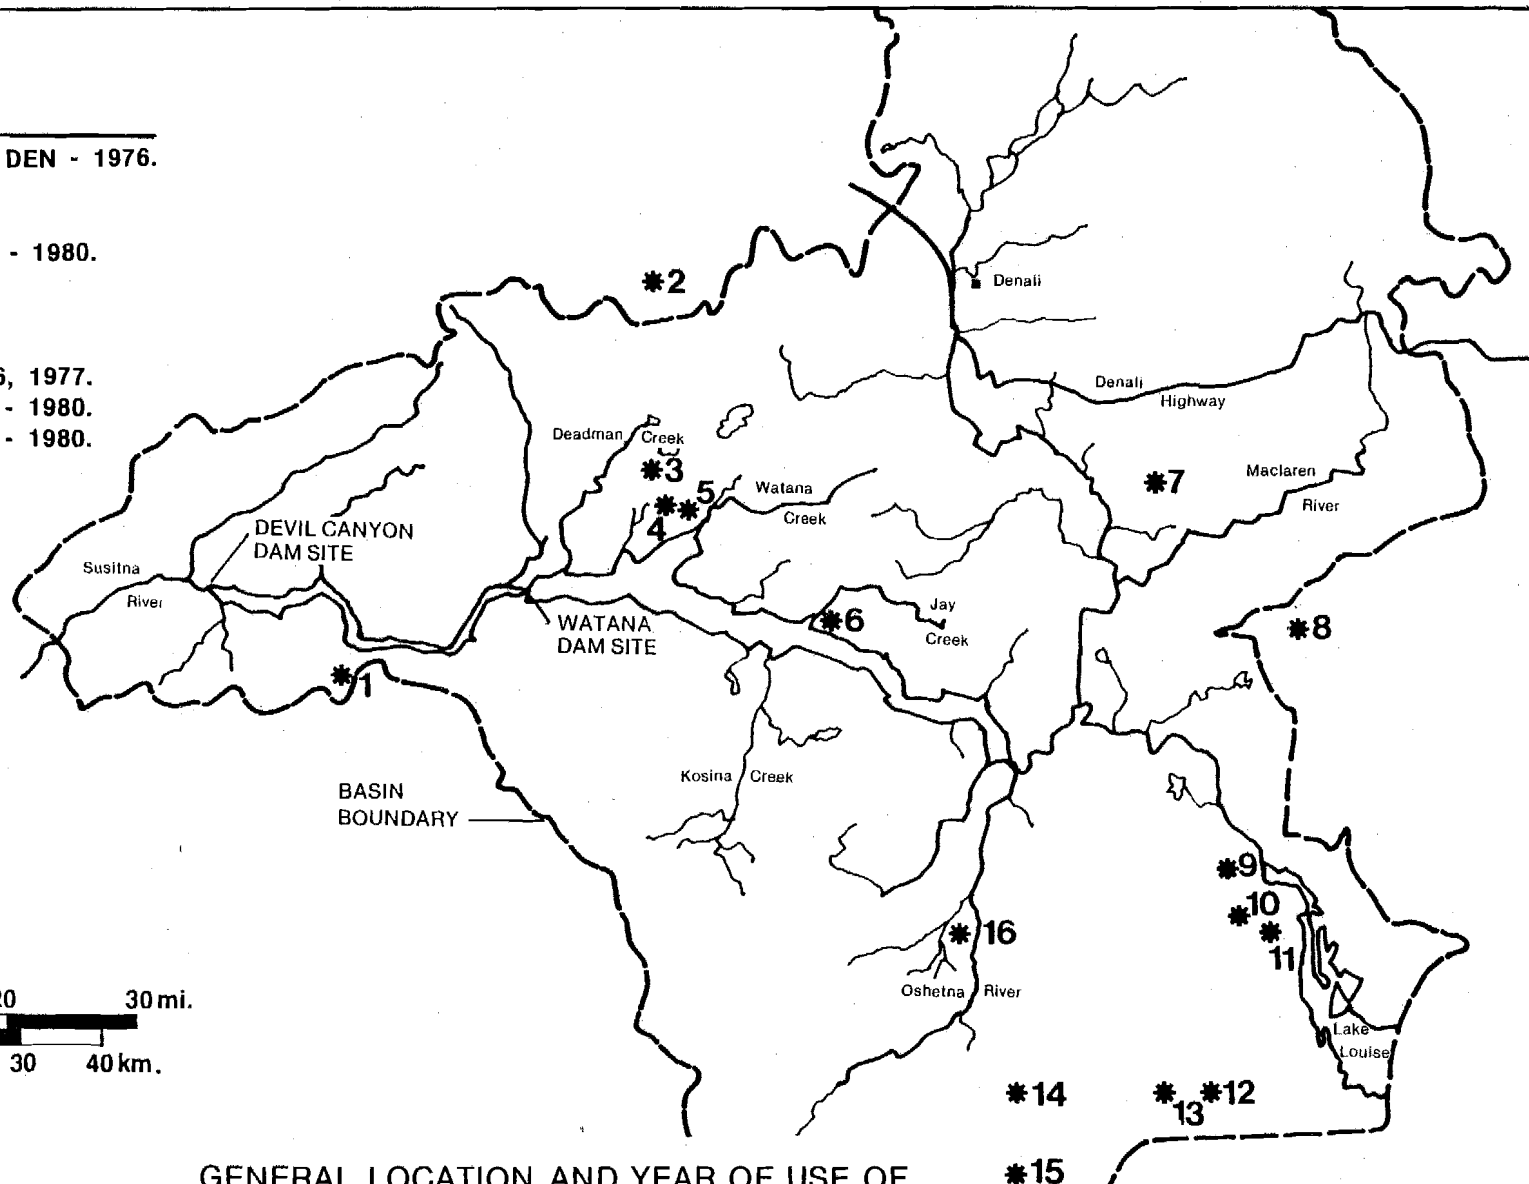 DEN - 1976.
- 1980.
, 1977.
- 1980.
- 1980.
✷2
Denali
Denali
Highway
Deadman Creek
✷3
✷ ✷5
4
Watana
Creek
✷7
Maclaren
River
DEVIL CANYON
DAM SITE
Susitna
River
WATANA
DAM SITE
✷6
Jay
Creek
✷8
✷1
Kosina Creek
BASIN
BOUNDARY
✷9
✷10
✷11
✷16
Oshetna River
Lake
Louise
20 30 mi.
30 40 km.
✷14
✷13 ✷12
✷15
GENERAL LOCATION AND YEAR OF USE OF